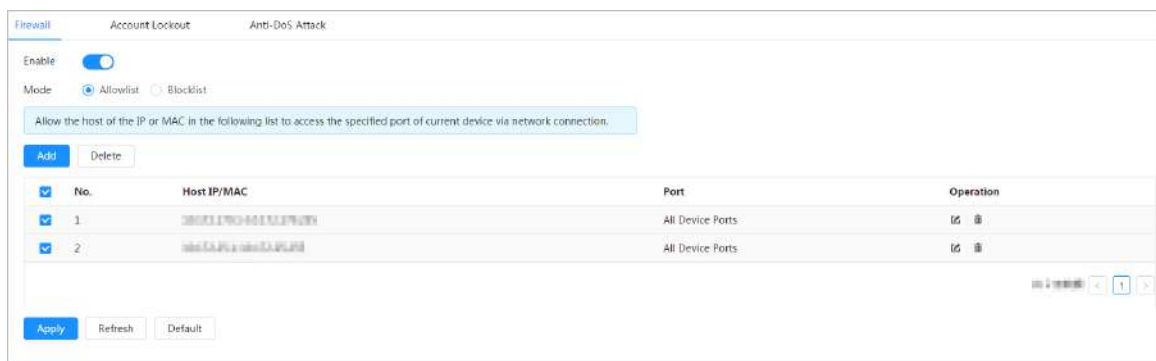 Firewall Account Lockout Anti-DoS Attack
Enable
Mode Allowlist Blocklist
Allow the host of the IP or MAC in the following list to access the specified port of current device via network connection.
Add Delete
No. Host IP/MAC Port Operation
1 All Device Ports
2 All Device Ports
1
Apply Refresh Default